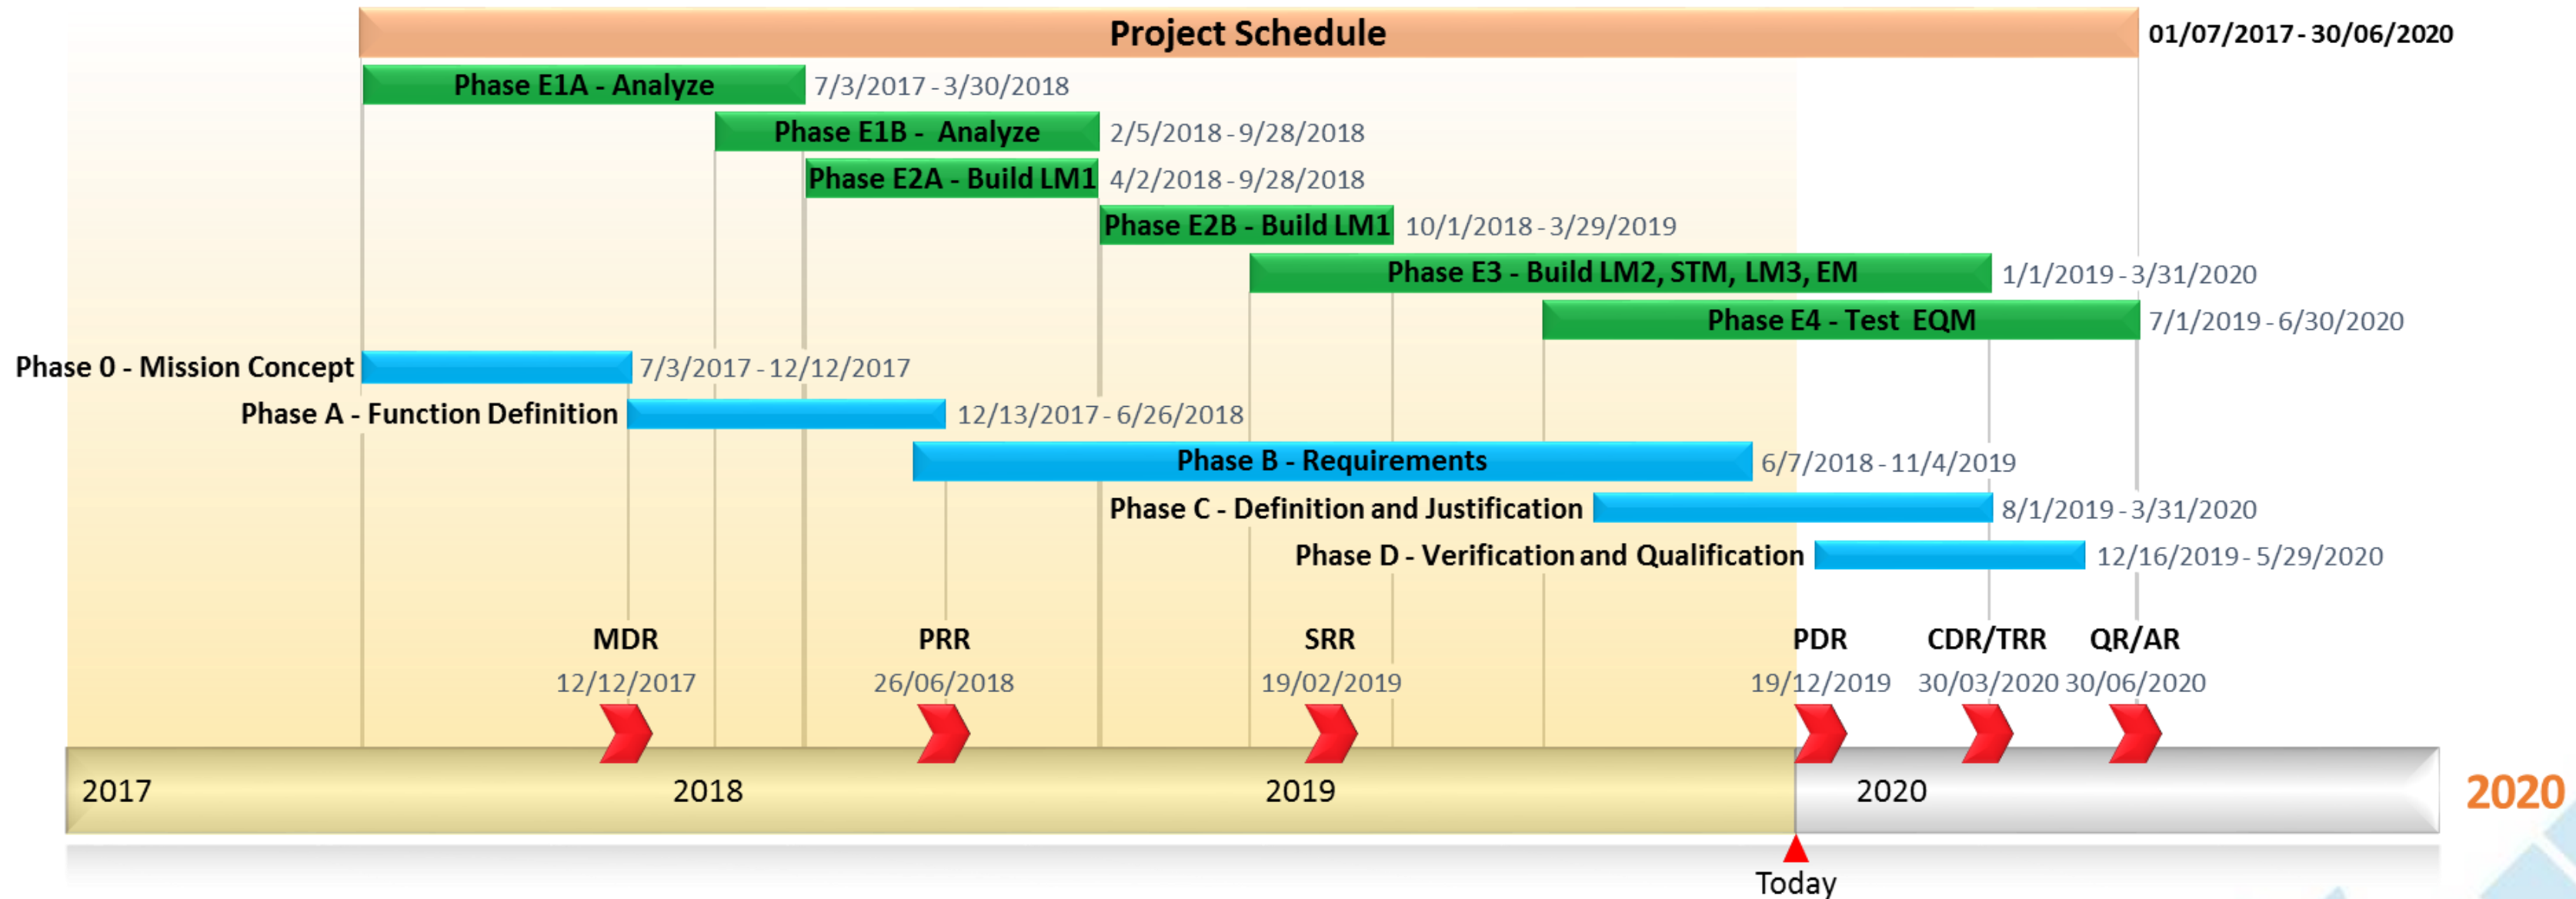 Project Schedule 01/07/2017 - 30/06/2020
Phase E1A - Analyze 7/3/2017 - 3/30/2018
Phase E1B - Analyze 2/5/2018 - 9/28/2018
Phase E2A - Build LM1 4/2/2018 - 9/28/2018
Phase E2B - Build LM1 10/1/2018 - 3/29/2019
Phase E3 - Build LM2, STM, LM3, EM 1/1/2019 - 3/31/2020
Phase E4 - Test EQM 7/1/2019 - 6/30/2020
Phase 0 - Mission Concept 7/3/2017 - 12/12/2017
Phase A - Function Definition 12/13/2017 - 6/26/2018
Phase B - Requirements 6/7/2018 - 11/4/2019
Phase C - Definition and Justification 8/1/2019 - 3/31/2020
Phase D - Verification and Qualification 12/16/2019 - 5/29/2020
MDR PRR SRR PDR CDR/TRR QR/AR
12/12/2017 26/06/2018 19/02/2019 19/12/2019 30/03/2020 30/06/2020
2017 2018 2019 2020 2020
Today